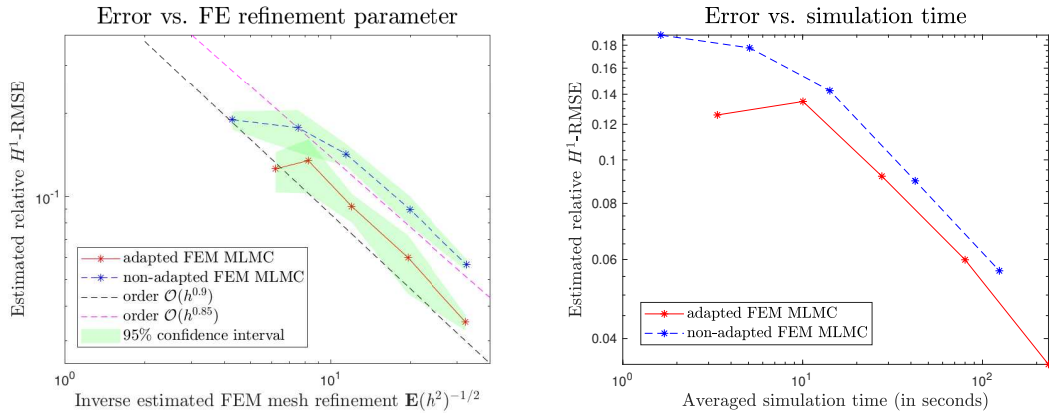 Error vs. FE refinement parameter
Estimated relative H¹-RMSE
10⁻¹
adapted FEM MLMC
non-adapted FEM MLMC
order 𝒪(h⁰·⁹)
order 𝒪(h⁰·⁸⁵)
95% confidence interval
10⁰ 10¹
Inverse estimated FEM mesh refinement E(h²)⁻¹/²
Error vs. simulation time
Estimated relative H¹-RMSE
0.18
0.16
0.14
0.12
0.1
0.08
0.06
0.04
adapted FEM MLMC
non-adapted FEM MLMC
10⁰ 10¹ 10²
Averaged simulation time (in seconds)